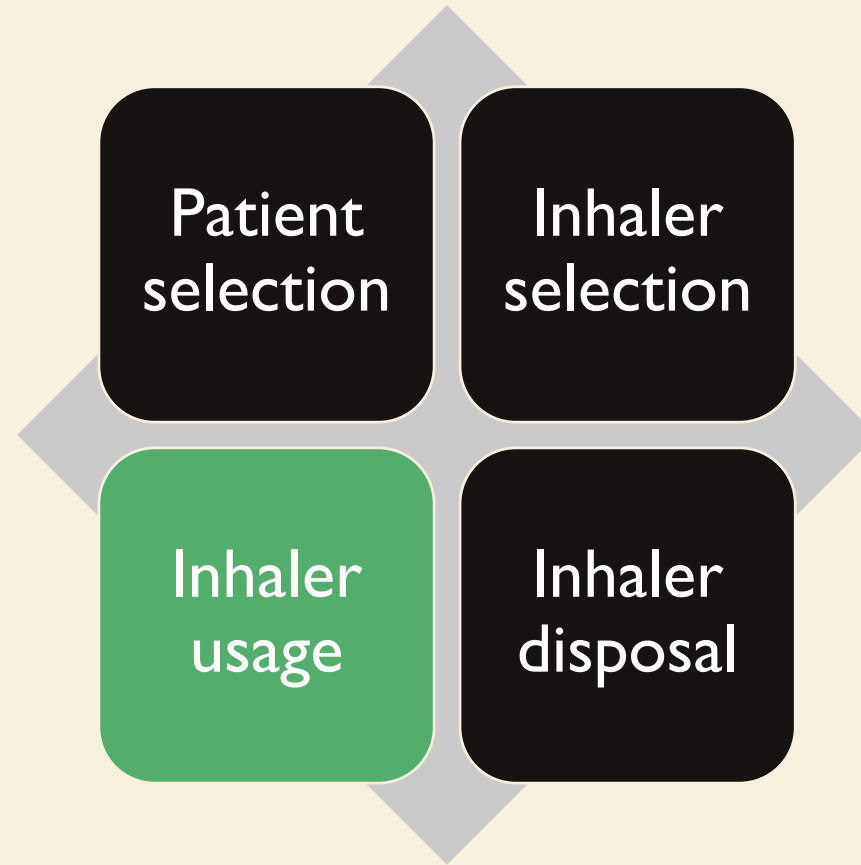 Patient
selection
Inhaler
selection
Inhaler
usage
Inhaler
disposal